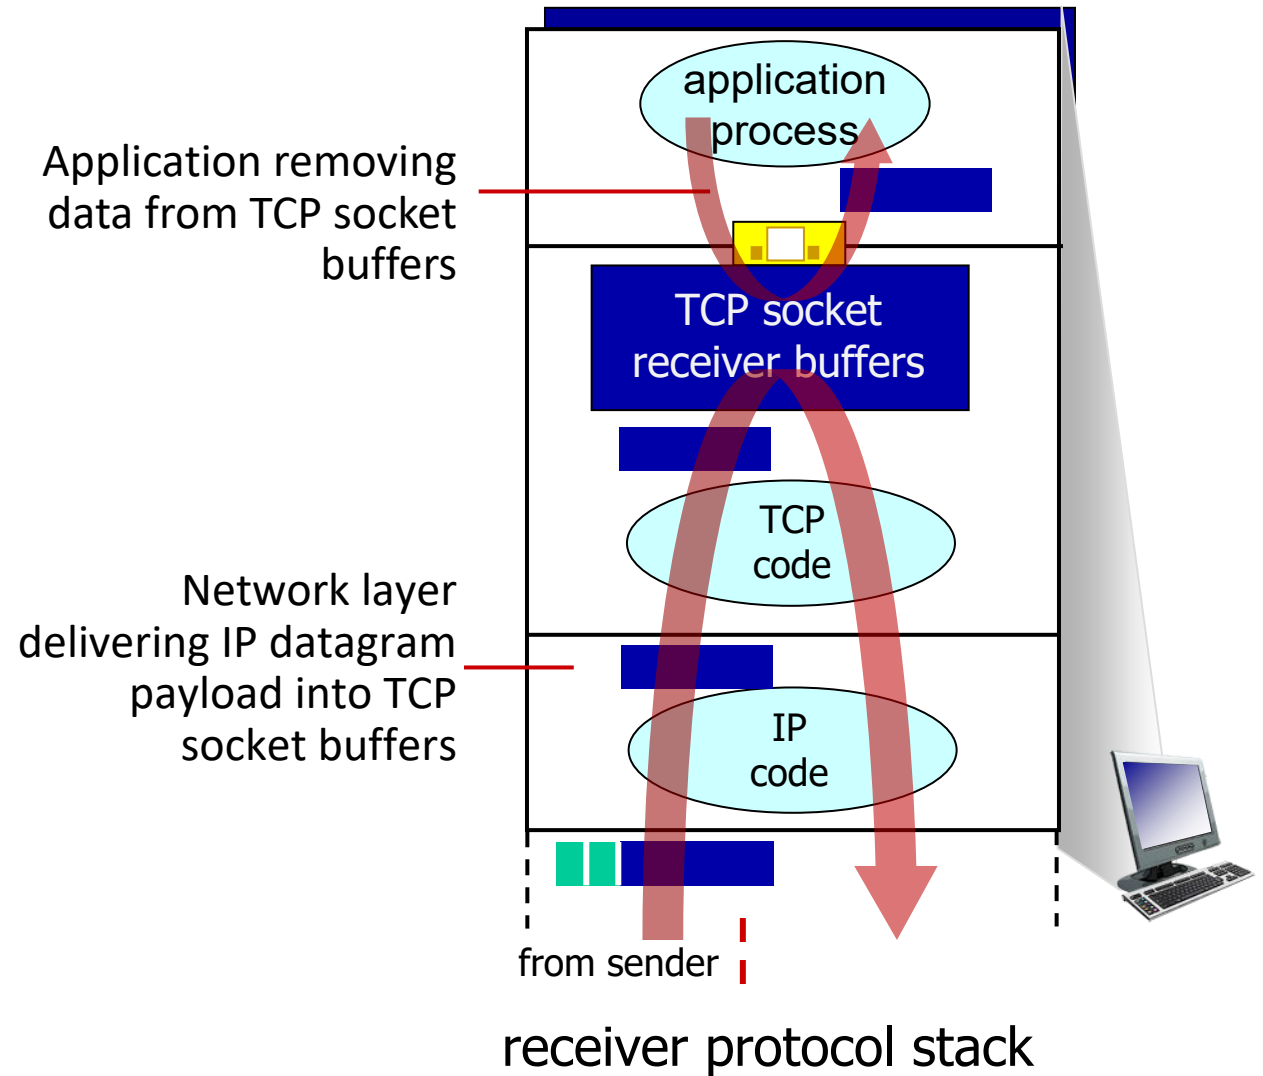 application
process
Application removing
data from TCP socket
buffers
TCP socket
receiver buffers
TCP
code
Network layer
delivering IP datagram
payload into TCP
socket buffers
IP
code
from sender
receiver protocol stack